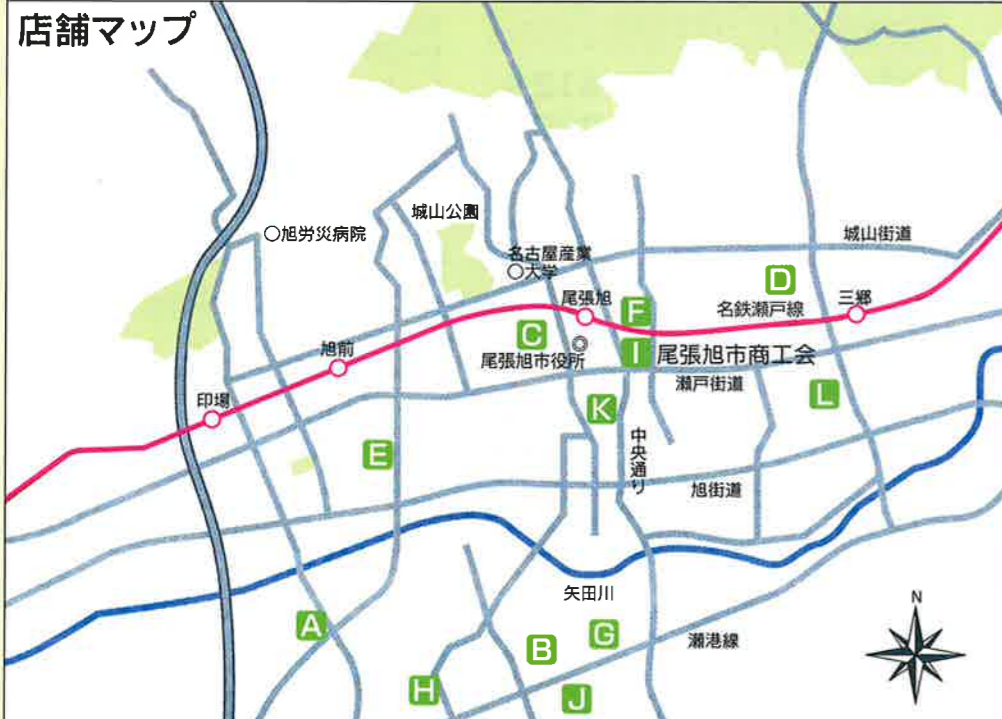 店舗マップ
城山公園
○旭労災病院
城山街道
名古屋産業
○大学
D
尾張旭
F
名鉄瀬戸線
三郷
C
旭前
尾張旭市役所
I
尾張旭市商工会
瀬戸街道
L
印場
K
E
中央通り
旭街道
矢田川
N
A
G
瀬港線
B
H
J